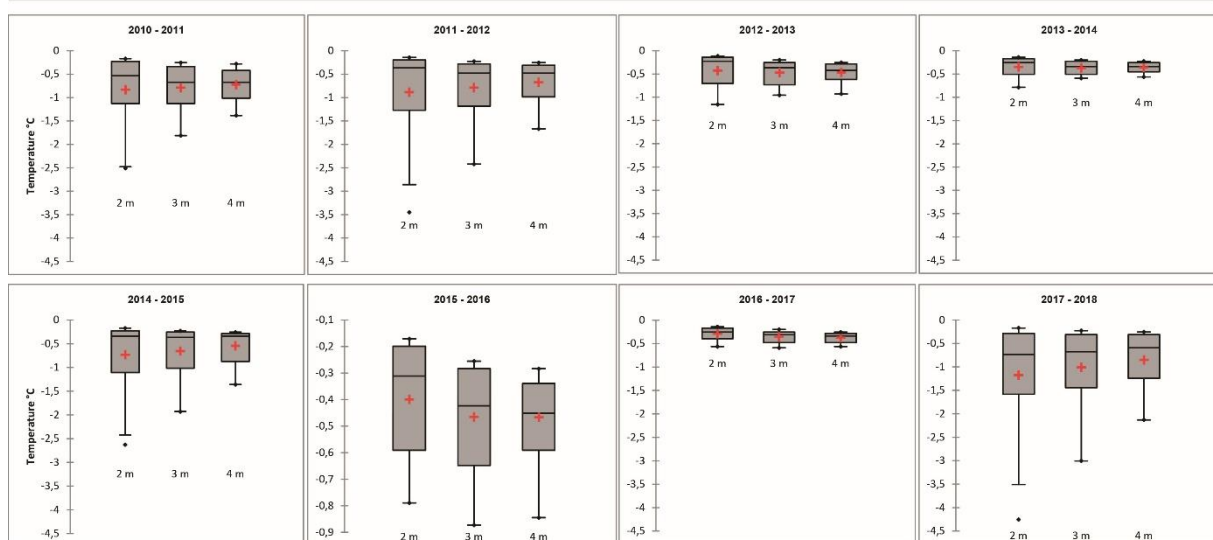 2010 - 2011
0
-0,5
-1
-1,5
-2
-2,5
-3
-3,5
-4
-4,5
Temperature °C
2 m
3 m
4 m
2011 - 2012
0
-0,5
-1
-1,5
-2
-2,5
-3
-3,5
-4
-4,5
2 m
3 m
4 m
2012 - 2013
0
-0,5
-1
-1,5
-2
-2,5
-3
-3,5
-4
-4,5
2 m
3 m
4 m
2013 - 2014
0
-0,5
-1
-1,5
-2
-2,5
-3
-3,5
-4
-4,5
2 m
3 m
4 m
2014 - 2015
0
-0,5
-1
-1,5
-2
-2,5
-3
-3,5
-4
-4,5
Temperature °C
2 m
3 m
4 m
2015 - 2016
-0,1
-0,2
-0,3
-0,4
-0,5
-0,6
-0,7
-0,8
-0,9
2 m
3 m
4 m
2016 - 2017
0
-0,5
-1
-1,5
-2
-2,5
-3
-3,5
-4
-4,5
2 m
3 m
4 m
2017 - 2018
0
-0,5
-1
-1,5
-2
-2,5
-3
-3,5
-4
-4,5
2 m
3 m
4 m